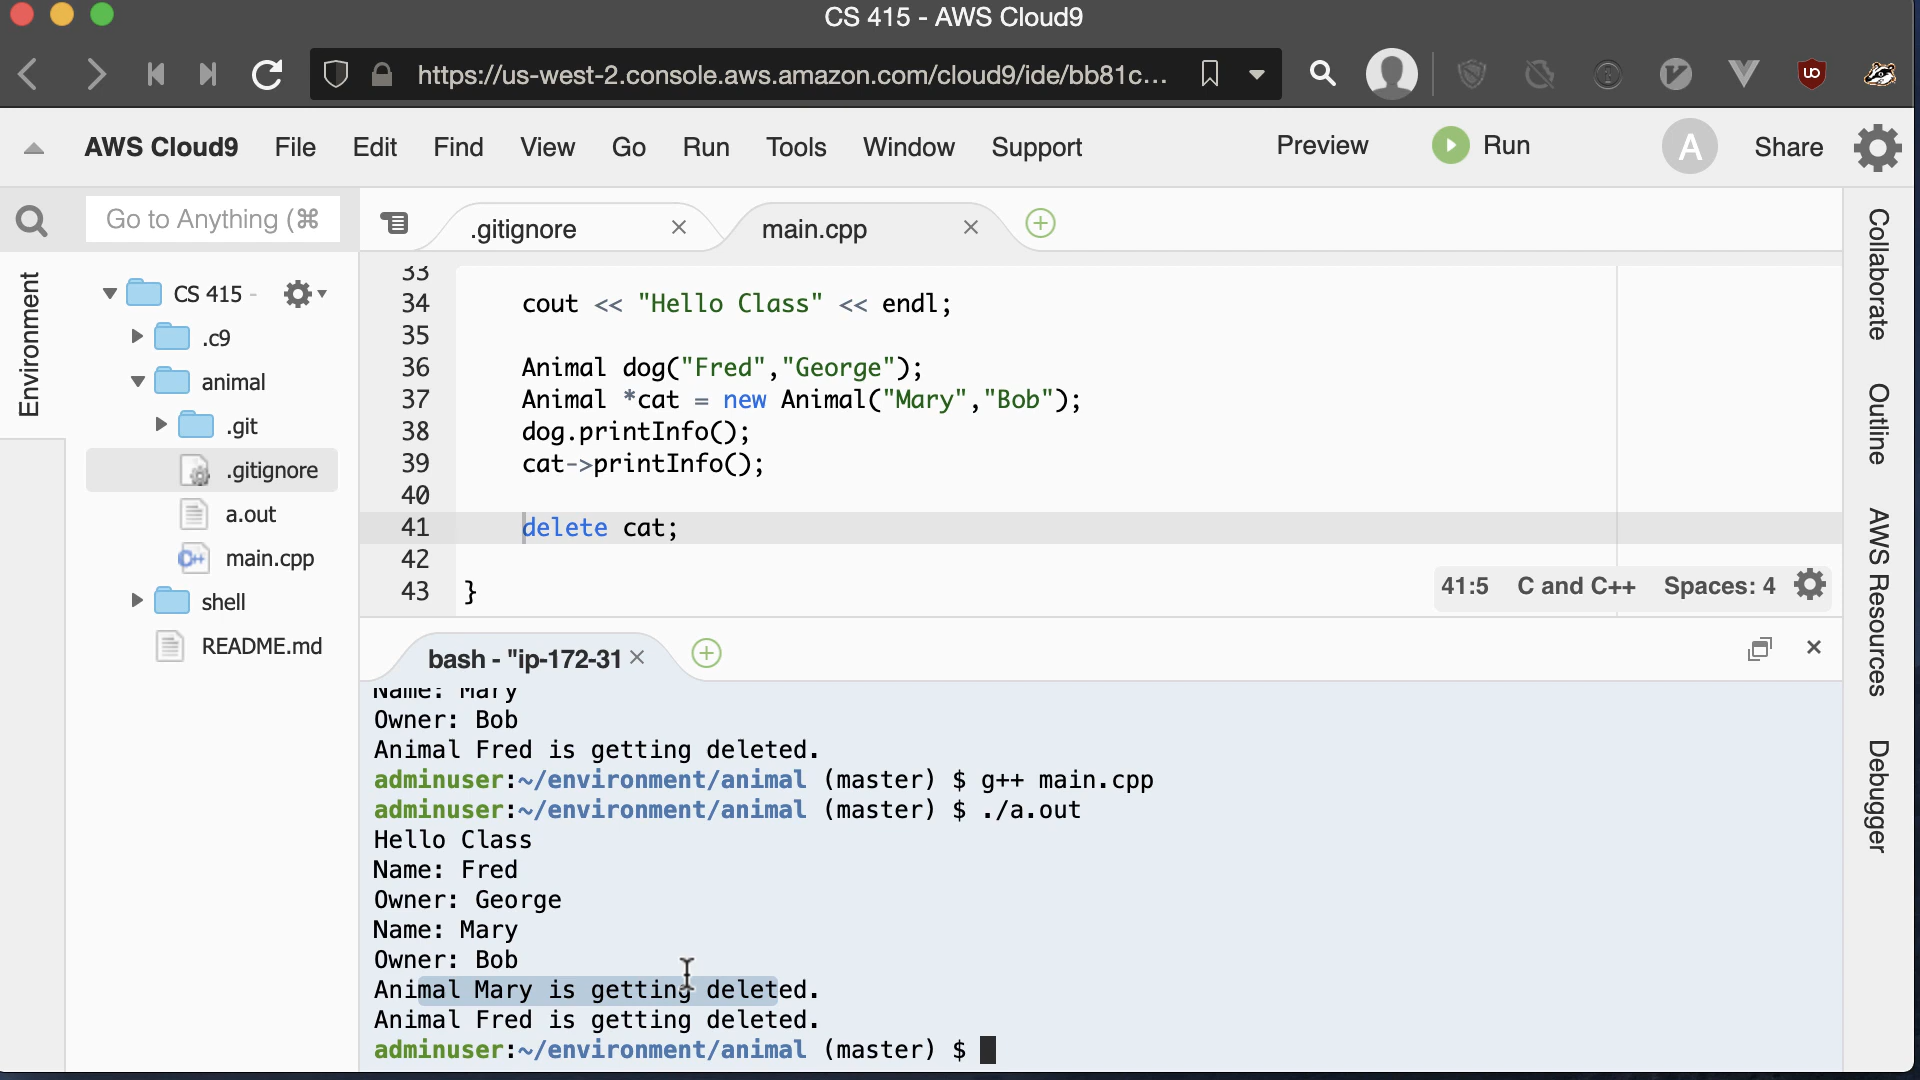 CS 415 - AWS Cloud9
https://us-west-2.console.aws.amazon.com/cloud9/ide/bb81c...
AWS Cloud9 File Edit Find View Go Run Tools Window Support Preview Run A Share
Go to Anything (⌘
.gitignore
main.cpp
Environment
CS 415 -
.c9
animal
.git
.gitignore
a.out
main.cpp
shell
README.md
33
34 cout << "Hello Class" << endl;
35
36 Animal dog("Fred","George");
37 Animal *cat = new Animal("Mary","Bob");
38 dog.printInfo();
39 cat->printInfo();
40
41 delete cat;
42
43 }
41:5 C and C++ Spaces: 4
bash - "ip-172-31
Name: Mary
Owner: Bob
Animal Fred is getting deleted.
adminuser:~/environment/animal (master) $ g++ main.cpp
adminuser:~/environment/animal (master) $ ./a.out
Hello Class
Name: Fred
Owner: George
Name: Mary
Owner: Bob
Animal Mary is getting deleted.
Animal Fred is getting deleted.
adminuser:~/environment/animal (master) $
Collaborate
Outline
AWS Resources
Debugger